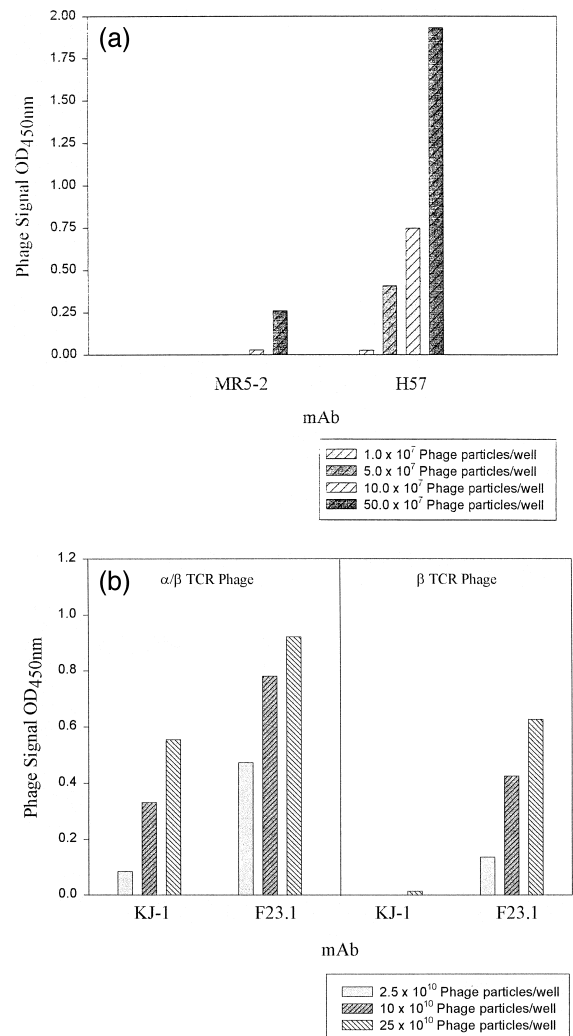 (a)
2.00
1.75
1.50
1.25
1.00
0.75
0.50
0.25
0.00
Phage Signal OD450nm
MR5-2 H57
mAb
1.0 x 10^7 Phage particles/well
5.0 x 10^7 Phage particles/well
10.0 x 10^7 Phage particles/well
50.0 x 10^7 Phage particles/well
(b)
α/β TCR Phage β TCR Phage
1.2
1.0
0.8
0.6
0.4
0.2
0.0
Phage Signal OD450nm
KJ-1 F23.1 KJ-1 F23.1
mAb
2.5 x 10^10 Phage particles/well
10 x 10^10 Phage particles/well
25 x 10^10 Phage particles/well